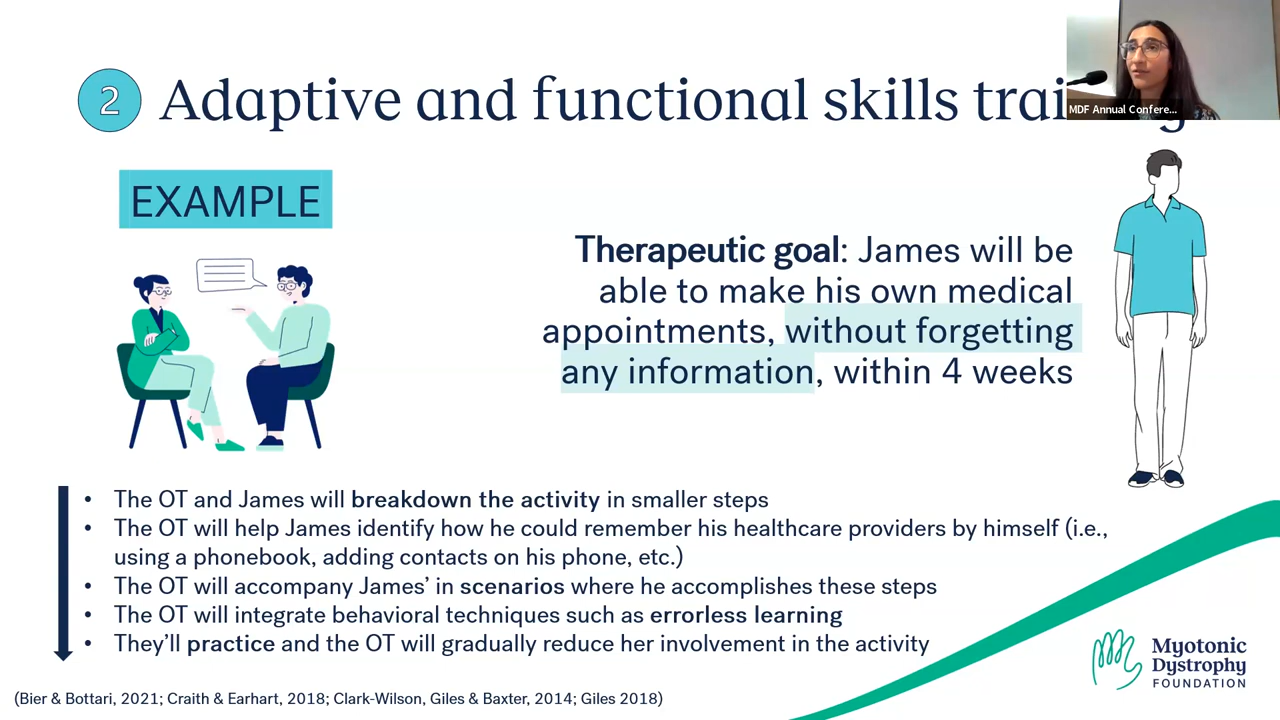 2 Adaptive and functional skills
MDF Annual Confere...
EXAMPLE
Therapeutic goal: James will be
able to make his own medical
appointments, without forgetting
any information, within 4 weeks
• The OT and James will breakdown the activity in smaller steps
• The OT will help James identify how he could remember his healthcare providers by himself (i.e.,
using a phonebook, adding contacts on his phone, etc.)
• The OT will accompany James’ in scenarios where he accomplishes these steps
• The OT will integrate behavioral techniques such as errorless learning
• They’ll practice and the OT will gradually reduce her involvement in the activity
Myotonic
Dystrophy
FOUNDATION
(Bier & Bottari, 2021; Craith & Earhart, 2018; Clark-Wilson, Giles & Baxter, 2014; Giles 2018)